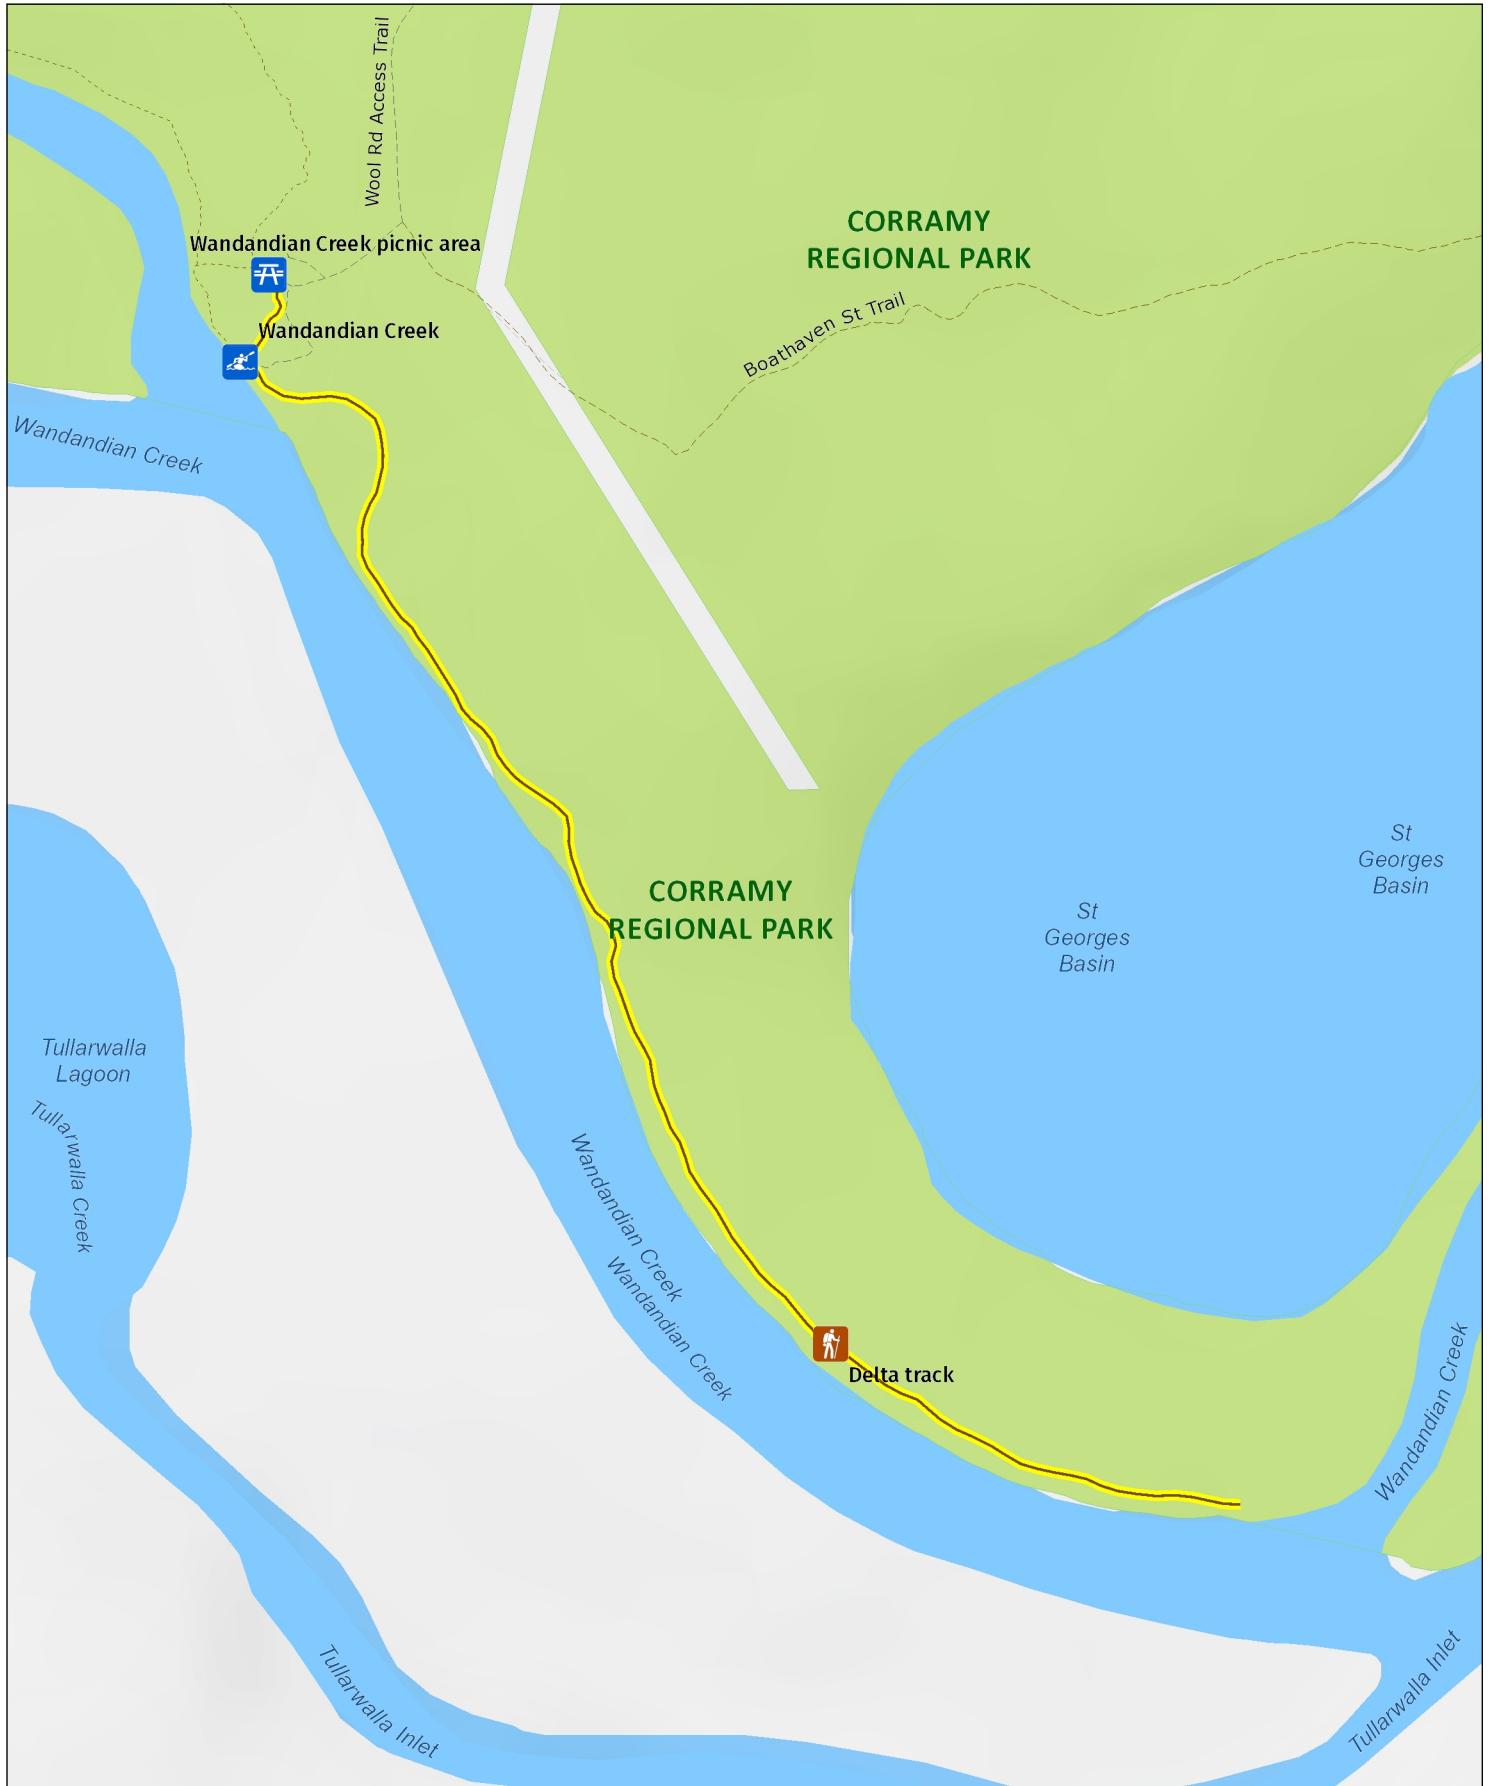 Wool Rd Access Trail
CORRAMY
REGIONAL PARK
Wandandian Creek picnic area
Boathaven St Trail
Wandandian Creek
Wandandian Creek
St
Georges
Basin
CORRAMY
REGIONAL PARK
St
Georges
Basin
Tullarwalla
Lagoon
Tullarwalla Creek
Wandandian Creek
Wandandian Creek
Delta track
Wandandian Creek
Tullarwalla Inlet
Tullarwalla Inlet